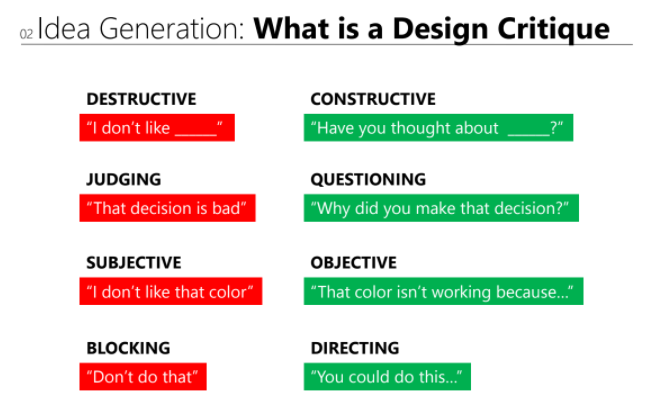 02 Idea Generation: What is a Design Critique
DESTRUCTIVE
"I don't like _____"
CONSTRUCTIVE
"Have you thought about _____?"
JUDGING
"That decision is bad"
QUESTIONING
"Why did you make that decision?"
SUBJECTIVE
"I don't like that color"
OBJECTIVE
"That color isn't working because..."
BLOCKING
"Don't do that"
DIRECTING
"You could do this..."